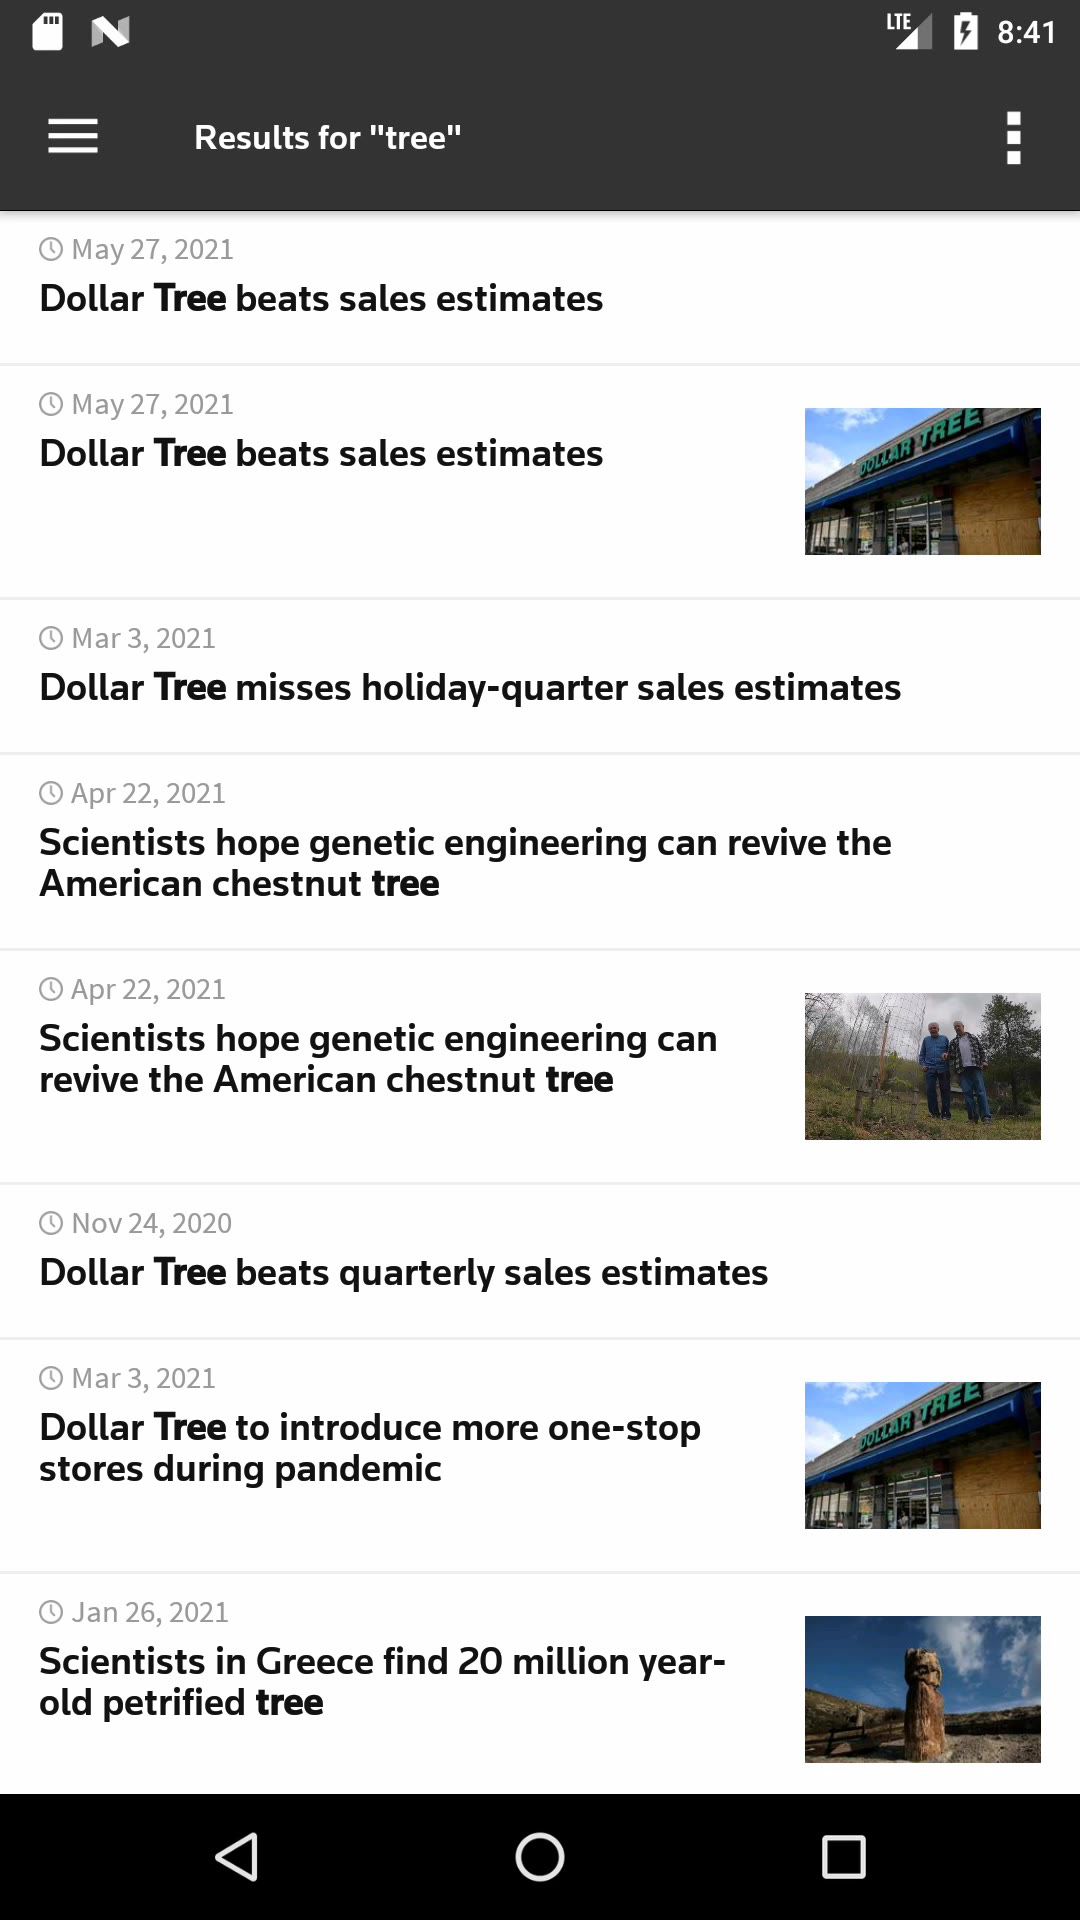 LTE 8:41
Results for "tree"
May 27, 2021
Dollar Tree beats sales estimates
May 27, 2021
Dollar Tree beats sales estimates
DOLLAR TREE
Mar 3, 2021
Dollar Tree misses holiday-quarter sales estimates
Apr 22, 2021
Scientists hope genetic engineering can revive the
American chestnut tree
Apr 22, 2021
Scientists hope genetic engineering can
revive the American chestnut tree
Nov 24, 2020
Dollar Tree beats quarterly sales estimates
Mar 3, 2021
Dollar Tree to introduce more one-stop
stores during pandemic
DOLLAR TREE
Jan 26, 2021
Scientists in Greece find 20 million year-
old petrified tree